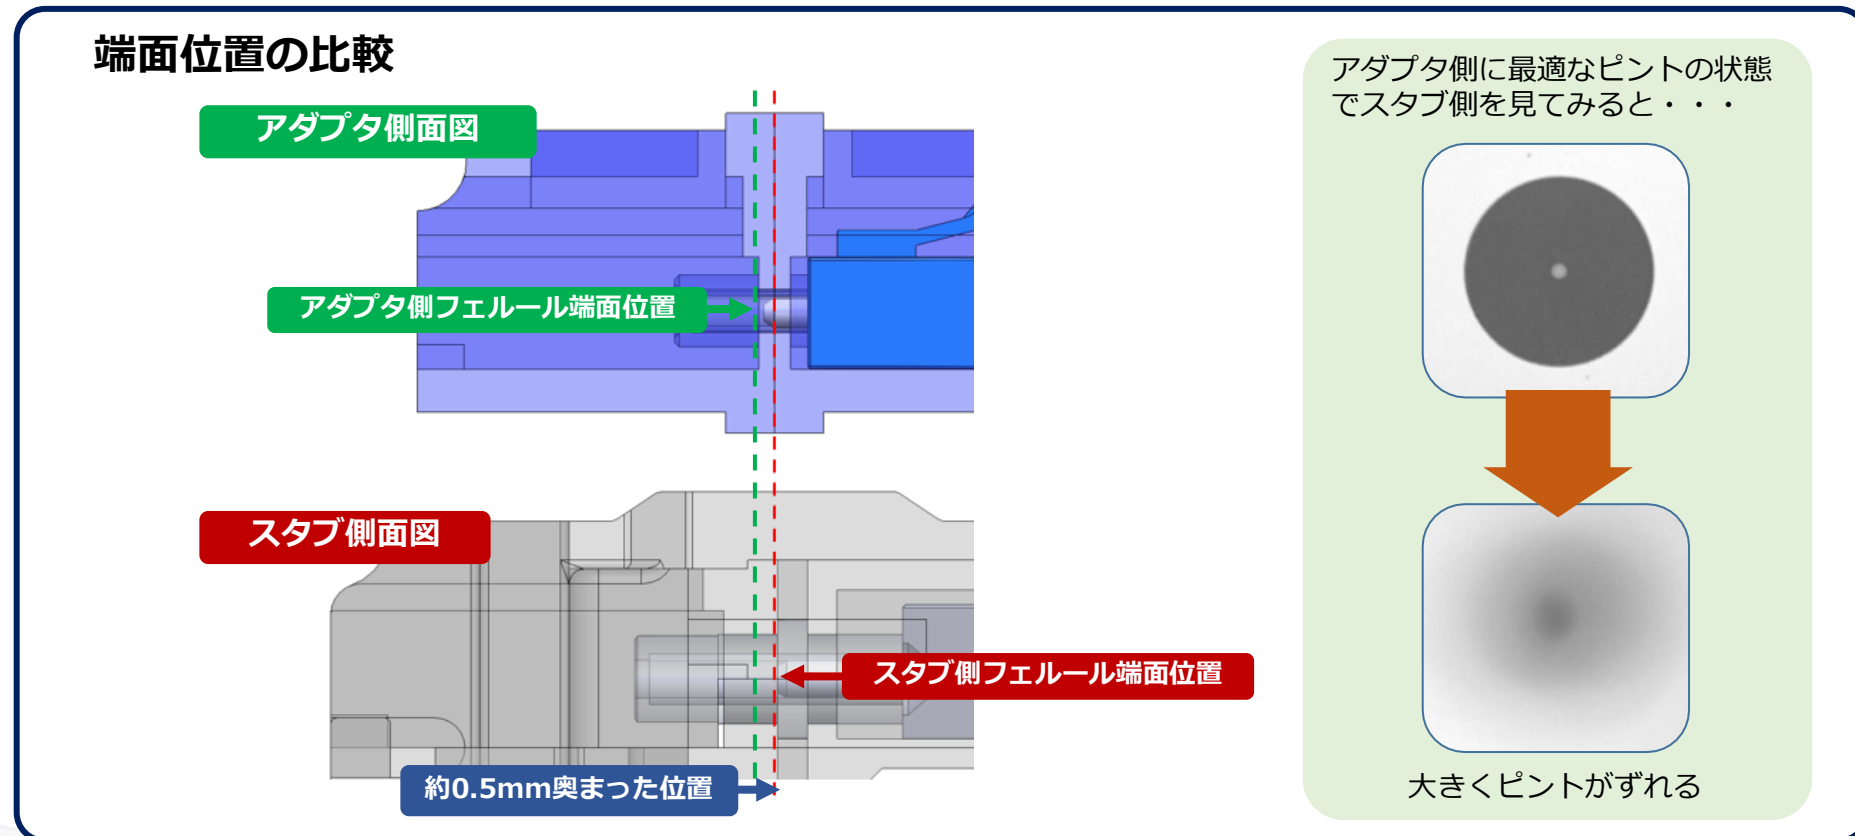 端面位置の比較
アダプタ側面図
アダプタ側フェルール端面位置
スタブ側面図
スタブ側フェルール端面位置
約0.5mm奥まった位置
アダプタ側に最適なピントの状態
でスタブ側を見てみると・・・
大きくピントがずれる